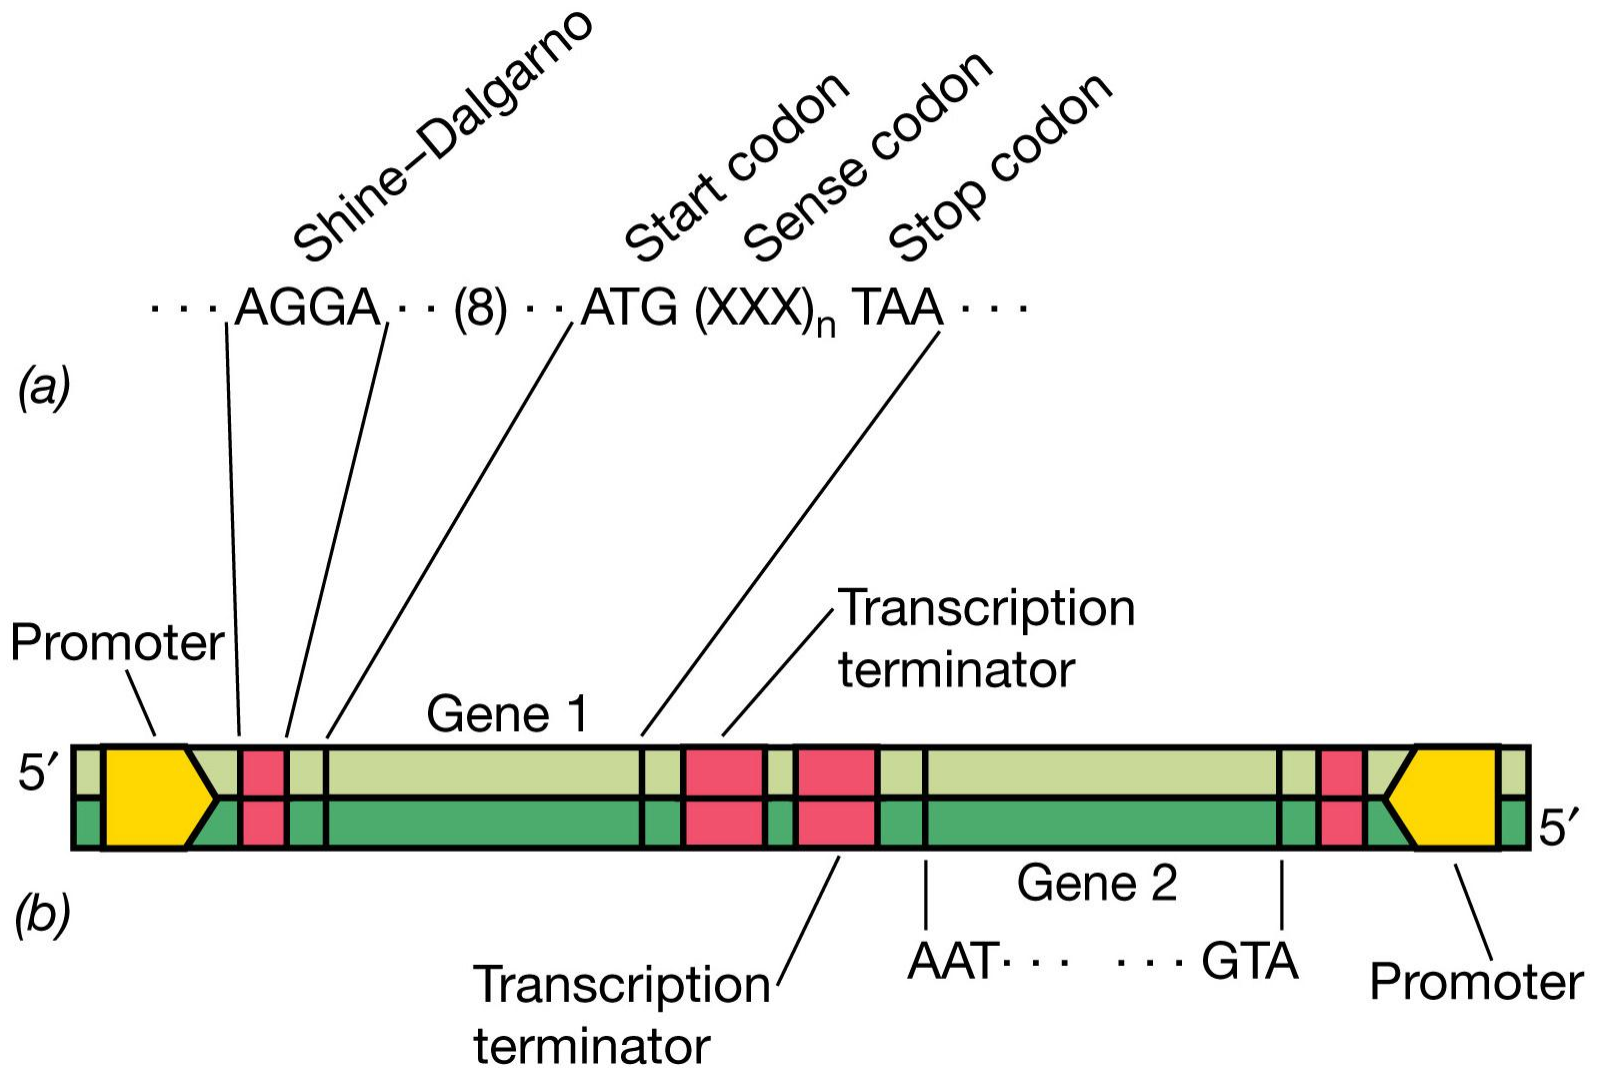 Shine–Dalgarno
Start codon
Sense codon
Stop codon
· · · AGGA · · (8) · · ATG (XXX)n TAA · · ·
(a)
Transcription
terminator
Promoter
Gene 1
5′
5′
(b)
Gene 2
AAT· · · · · · GTA
Transcription
terminator
Promoter